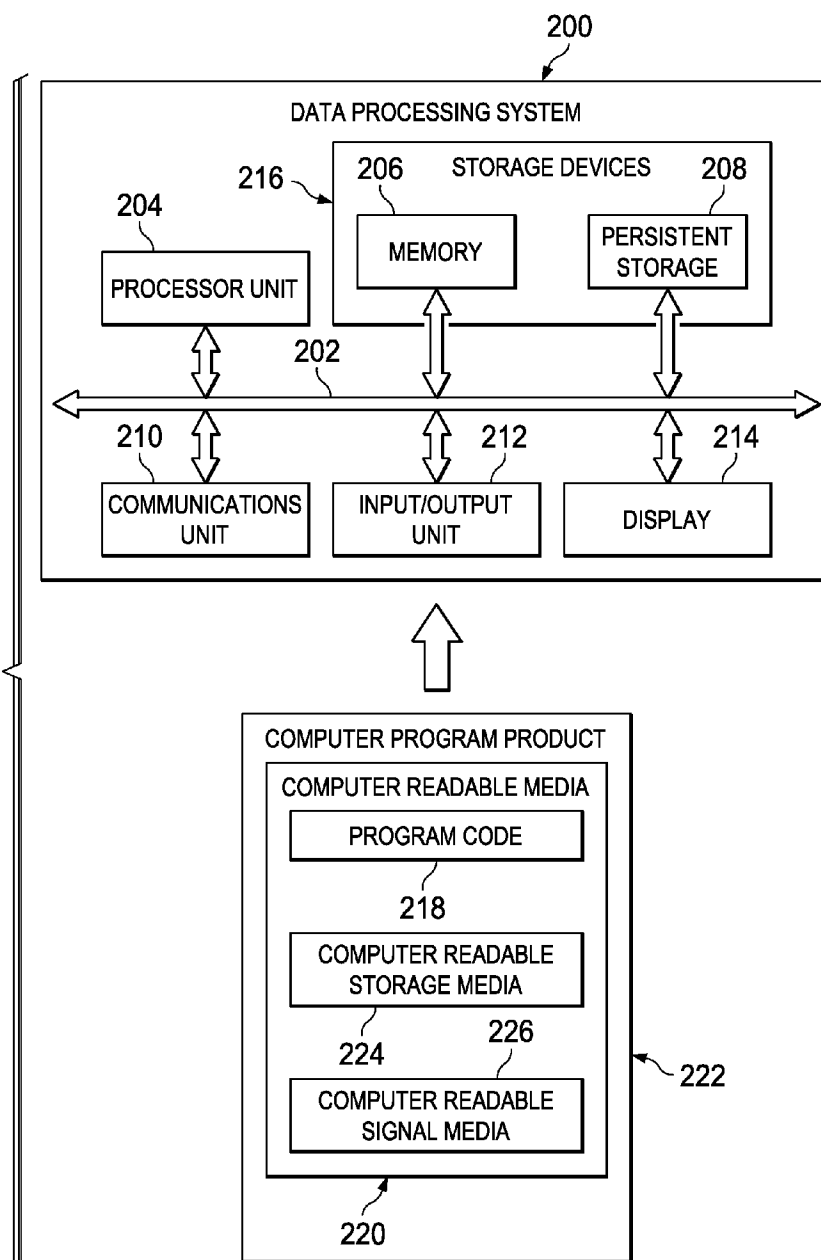 200
DATA PROCESSING SYSTEM
216
206
STORAGE DEVICES
208
204
MEMORY
PERSISTENT
STORAGE
PROCESSOR UNIT
202
210
212
214
COMMUNICATIONS
UNIT
INPUT/OUTPUT
UNIT
DISPLAY
COMPUTER PROGRAM PRODUCT
COMPUTER READABLE MEDIA
PROGRAM CODE
218
COMPUTER READABLE
STORAGE MEDIA
224
226
222
COMPUTER READABLE
SIGNAL MEDIA
220